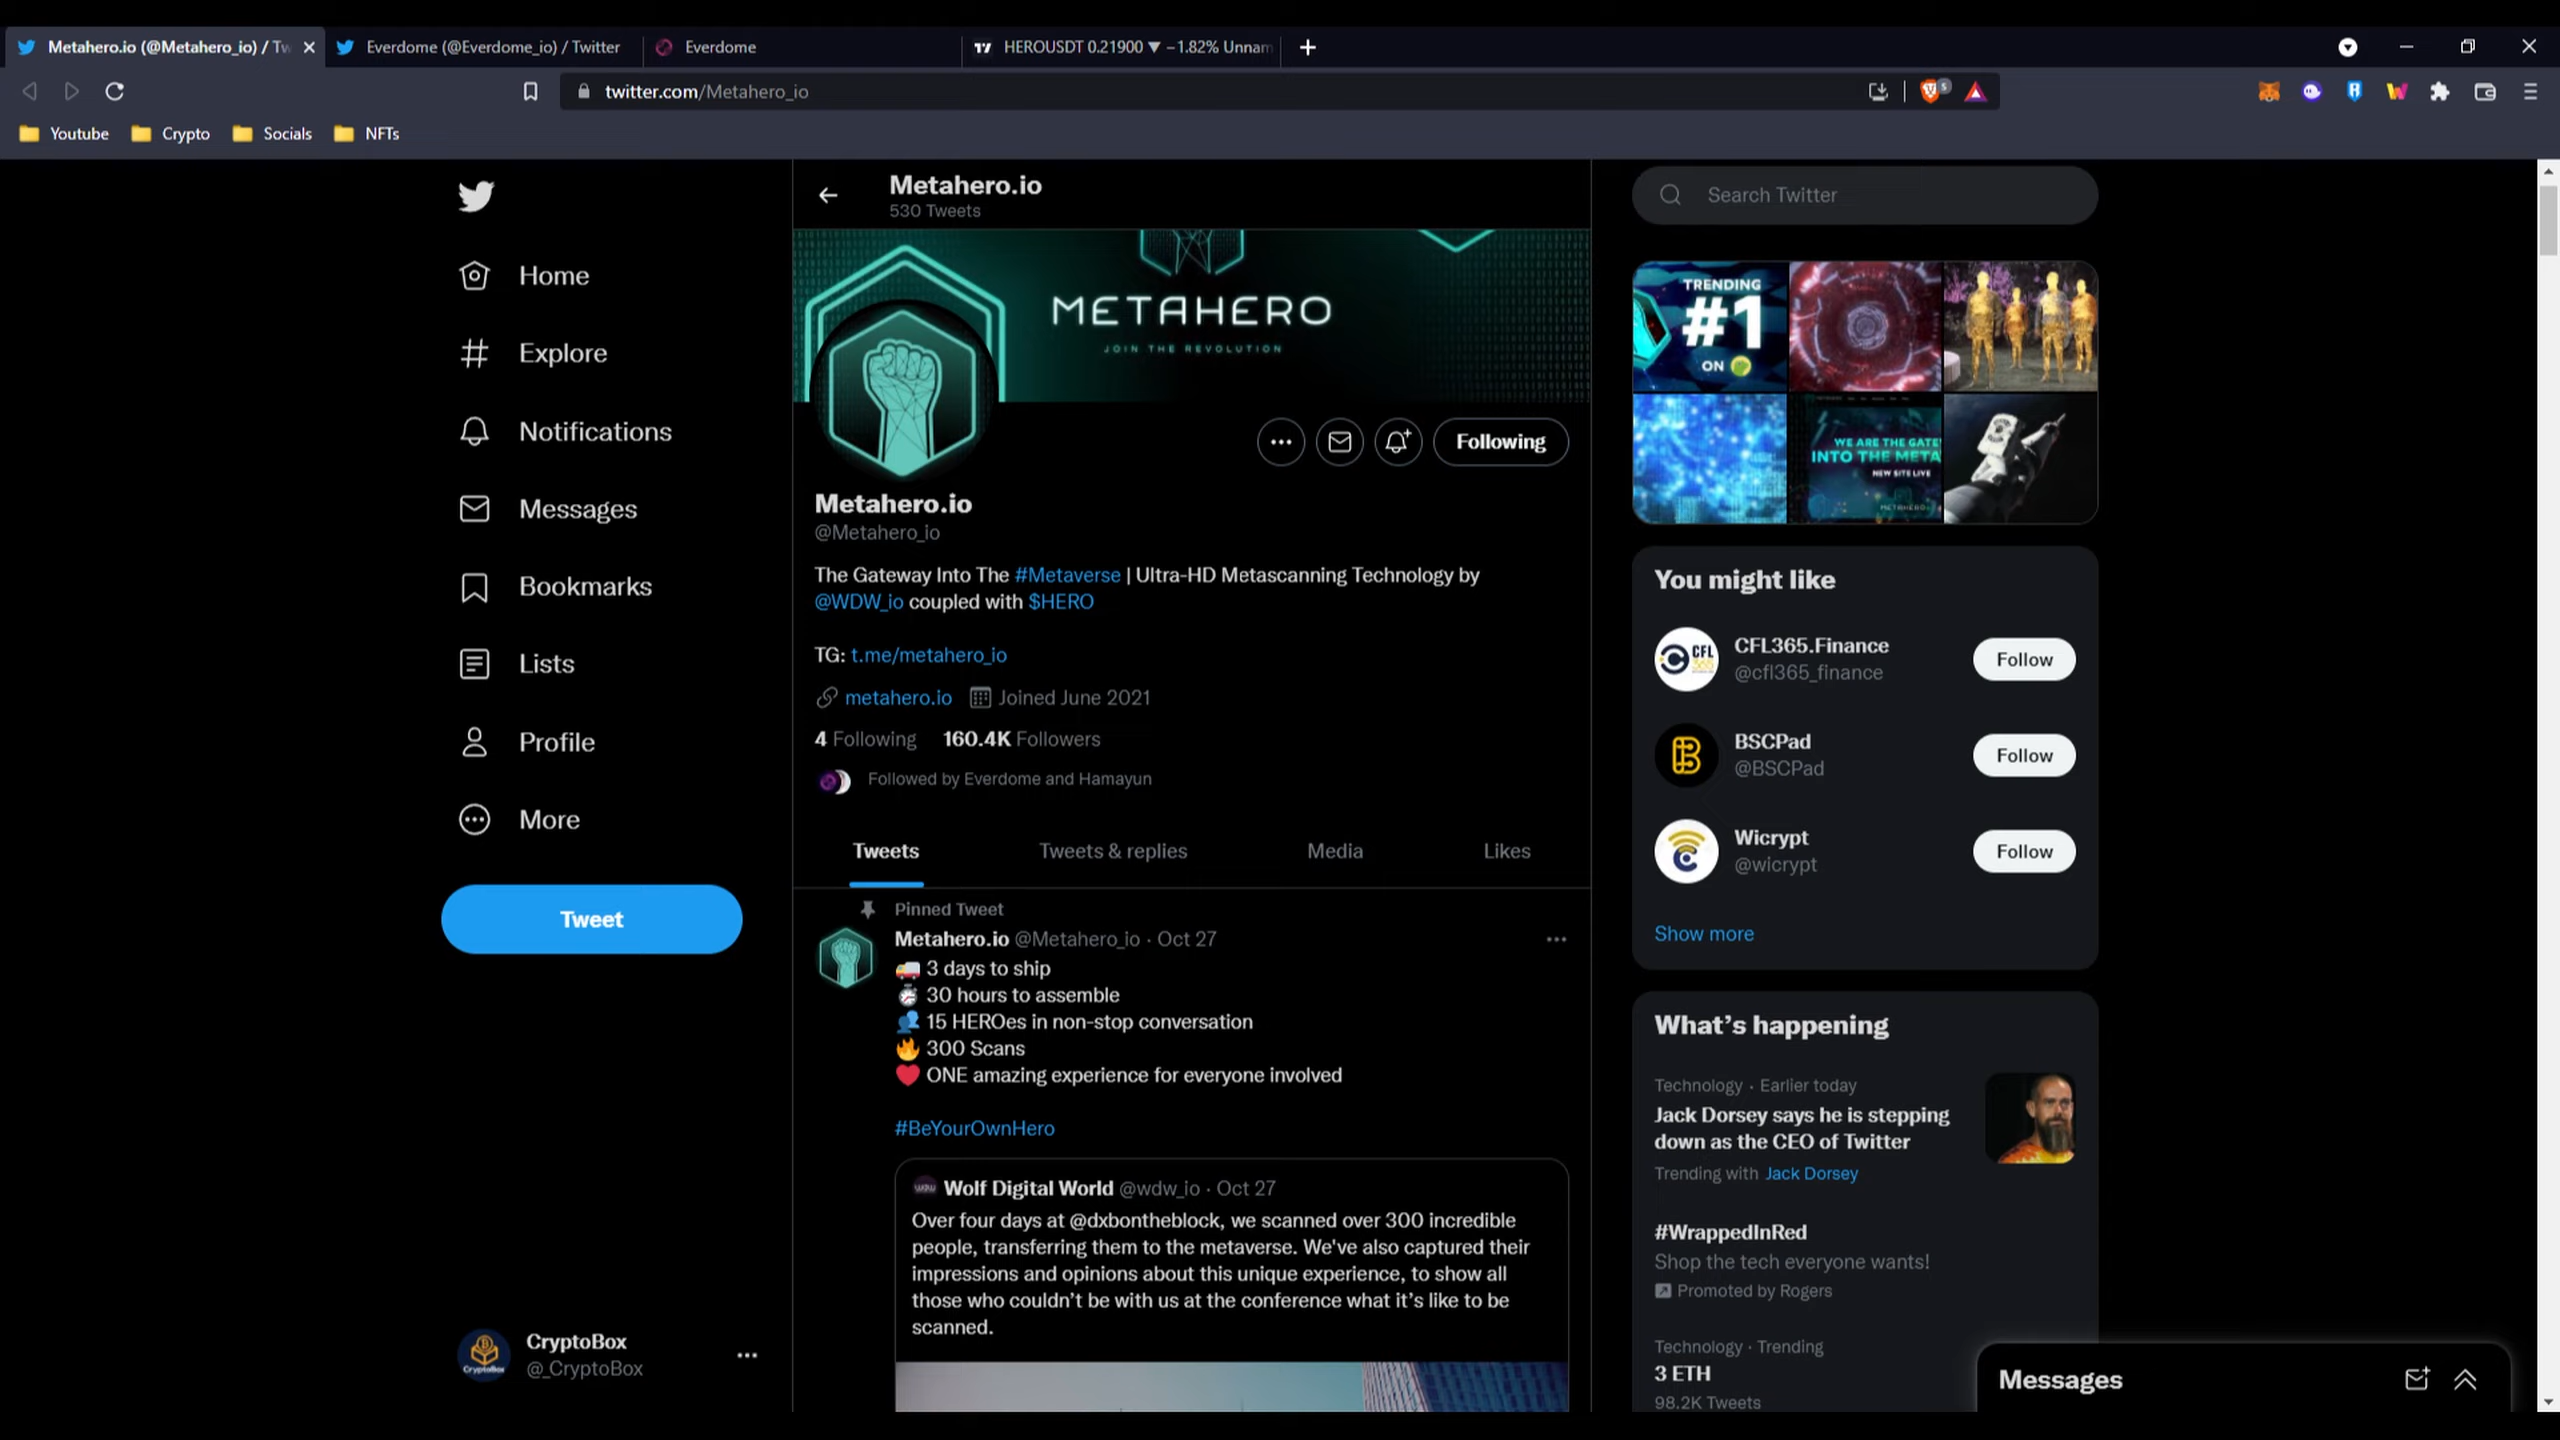 Metahero.io (@Metahero_io) / Tw
Everdome (@Everdome_io) / Twitter
Everdome
HEROUSDT 0.21900 ▼ −1.82% Unnam
twitter.com/Metahero_io
5
Youtube
Crypto
Socials
NFTs
Home
Explore
Notifications
Messages
Bookmarks
Lists
Profile
More
Tweet
CryptoBox
@_CryptoBox
Metahero.io
530 Tweets
METAHERO
JOIN THE REVOLUTION
Following
Metahero.io
@Metahero_io
The Gateway Into The #Metaverse | Ultra-HD Metascanning Technology by
@WDW_io coupled with $HERO
TG: t.me/metahero_io
metahero.io Joined June 2021
4 Following 160.4K Followers
Followed by Everdome and Hamayun
Tweets
Tweets & replies
Media
Likes
Pinned Tweet
Metahero.io @Metahero_io · Oct 27
🚚 3 days to ship
⏱ 30 hours to assemble
👥 15 HEROes in non-stop conversation
🔥 300 Scans
❤️ ONE amazing experience for everyone involved
#BeYourOwnHero
Wolf Digital World @wdw_io · Oct 27
Over four days at @dxbontheblock, we scanned over 300 incredible
people, transferring them to the metaverse. We've also captured their
impressions and opinions about this unique experience, to show all
those who couldn’t be with us at the conference what it’s like to be
scanned.
Search Twitter
TRENDING
#1
ON
WE ARE THE GATE
INTO THE META
NEW SITE LIVE
METAHERO
You might like
CFL365.Finance
@cfl365_finance
Follow
BSCPad
@BSCPad
Follow
Wicrypt
@wicrypt
Follow
Show more
What’s happening
Technology · Earlier today
Jack Dorsey says he is stepping
down as the CEO of Twitter
Trending with Jack Dorsey
#WrappedInRed
Shop the tech everyone wants!
Promoted by Rogers
Technology · Trending
3 ETH
98.2K Tweets
Messages